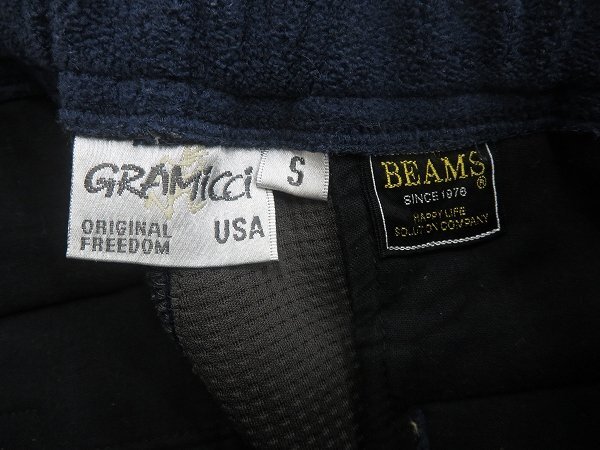 GRAMICCI
ORIGINAL
FREEDOM
USA
S
BEAMS®
SINCE 1976
HAPPY LIFE
SOLUTION COMPANY